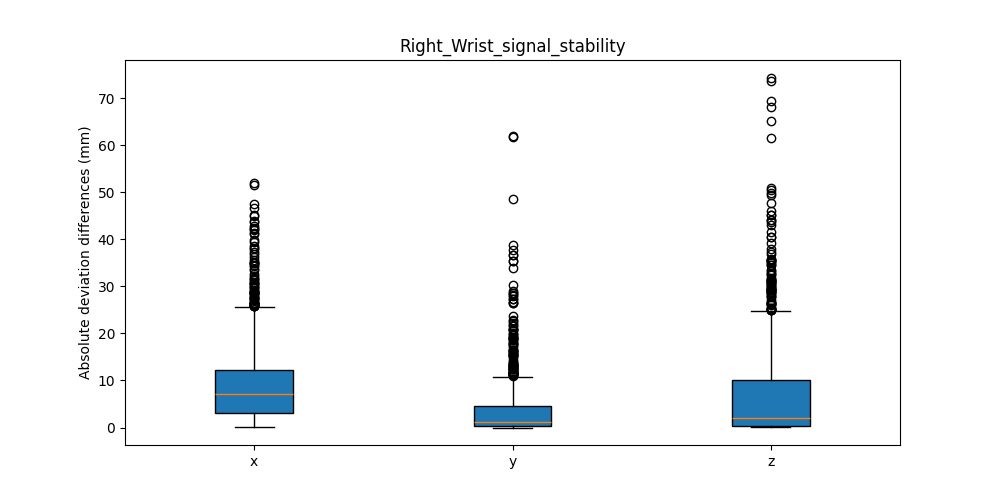 Right_Wrist_signal_stability
Absolute deviation differences (mm)
70
60
50
40
30
20
10
0
x
y
z